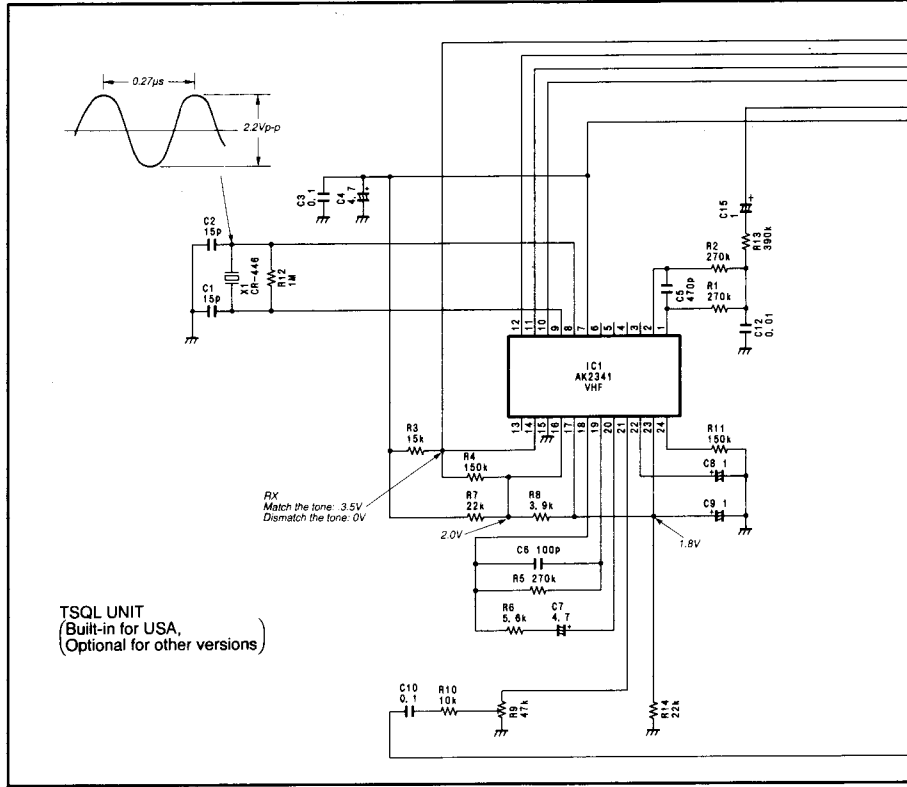 0.27μs
2.2Vp-p
C3
0.1
C4
4.7
+
C15
1
+
R13
390k
C2
15p
X1
CR-446
R12
1M
C1
15p
R2
270k
C5
470p
R1
270k
C12
0.01
12 11 10 9 8 7 6 5 4 3 2 1
IC1
AK2341
VHF
13 14 15 16 17 18 19 20 21 22 23 24
R3
15k
R4
150k
R11
150k
C8 1
+
RX
Match the tone: 3.5V
Dismatch the tone: 0V
R7
22k
R8
3.9k
C9 1
+
2.0V
1.8V
C6 100p
R5 270k
R6
5.6k
C7
4.7
+
TSQL UNIT
(Built-in for USA,
Optional for other versions)
C10
0.1
R10
10k
R9
47k
R14
22k